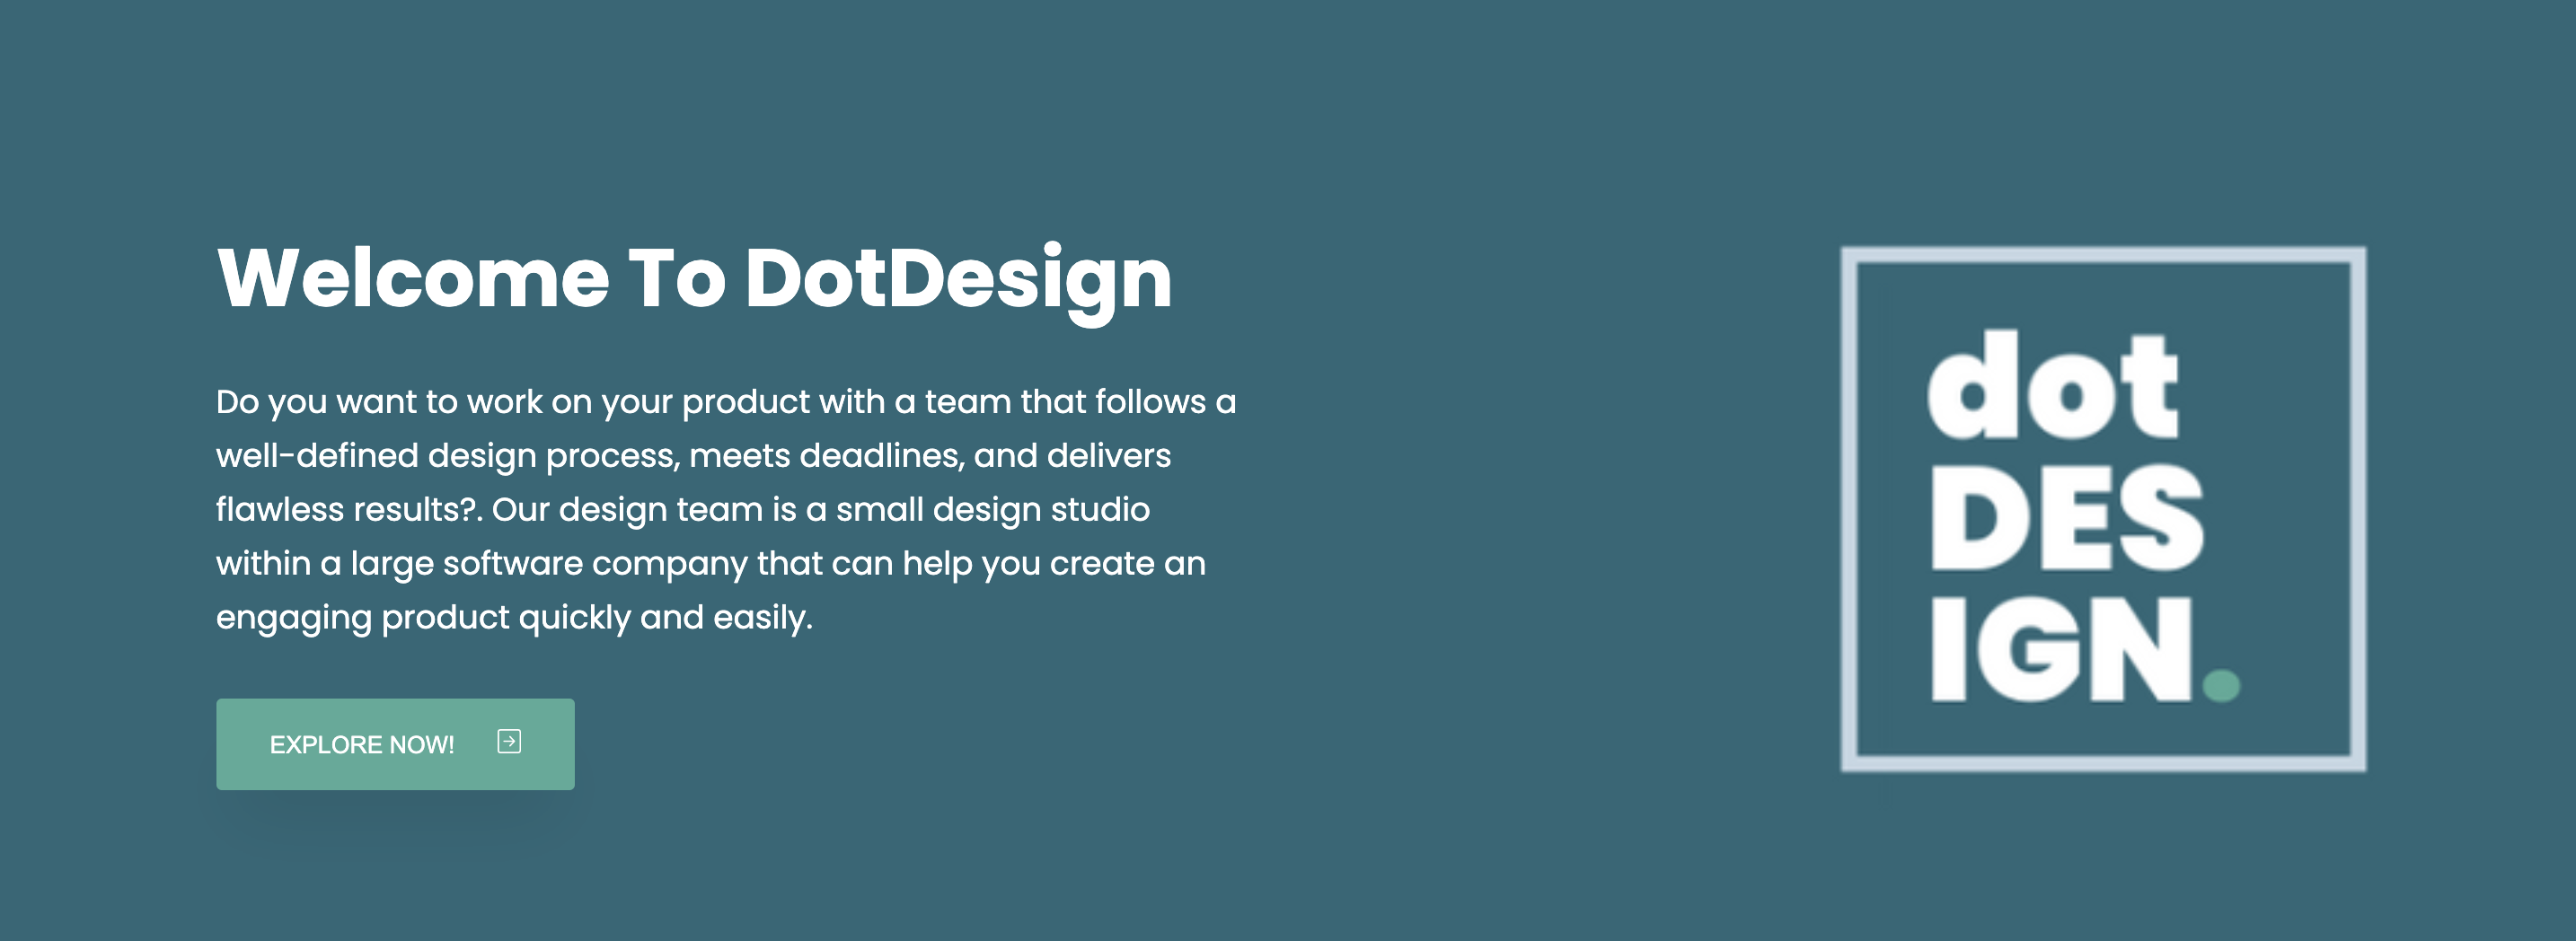 Welcome To DotDesign
Do you want to work on your product with a team that follows a
well-defined design process, meets deadlines, and delivers
flawless results?. Our design team is a small design studio
within a large software company that can help you create an
engaging product quickly and easily.
EXPLORE NOW!
dot
DES
IGN.